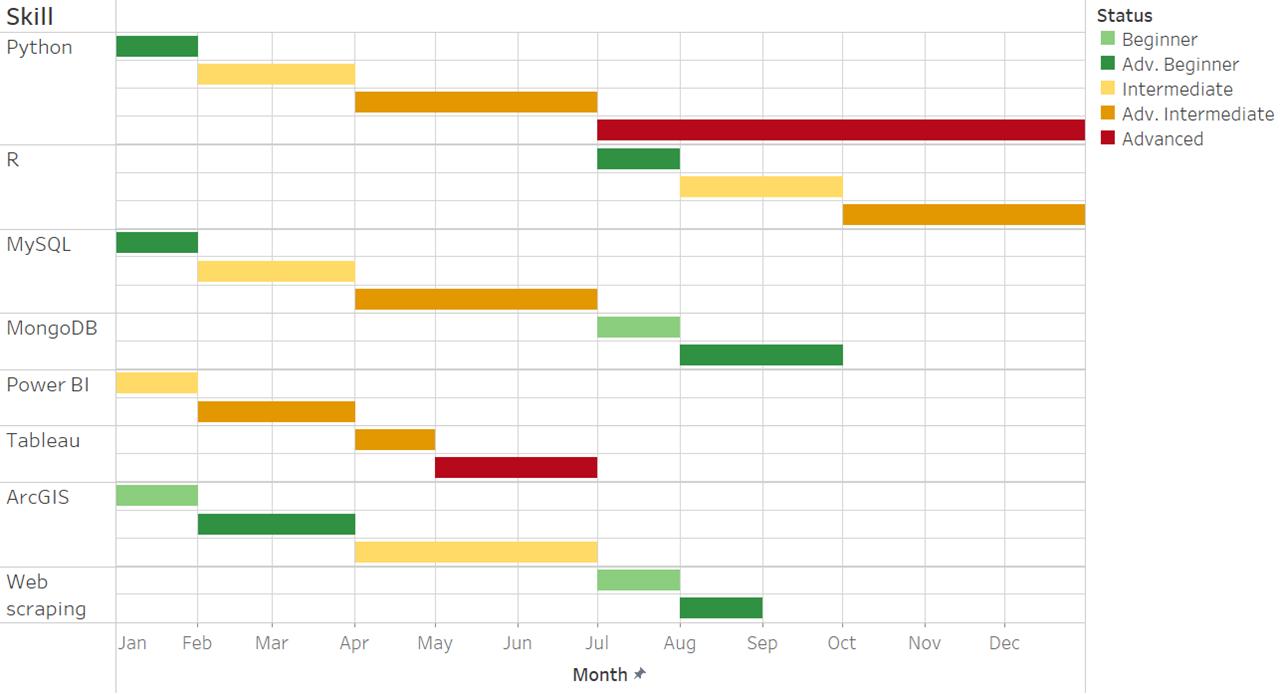 Skill
Python
R
MySQL
MongoDB
Power BI
Tableau
ArcGIS
Web
scraping
Jan Feb Mar Apr May Jun Jul Aug Sep Oct Nov Dec
Month
Status
Beginner
Adv. Beginner
Intermediate
Adv. Intermediate
Advanced